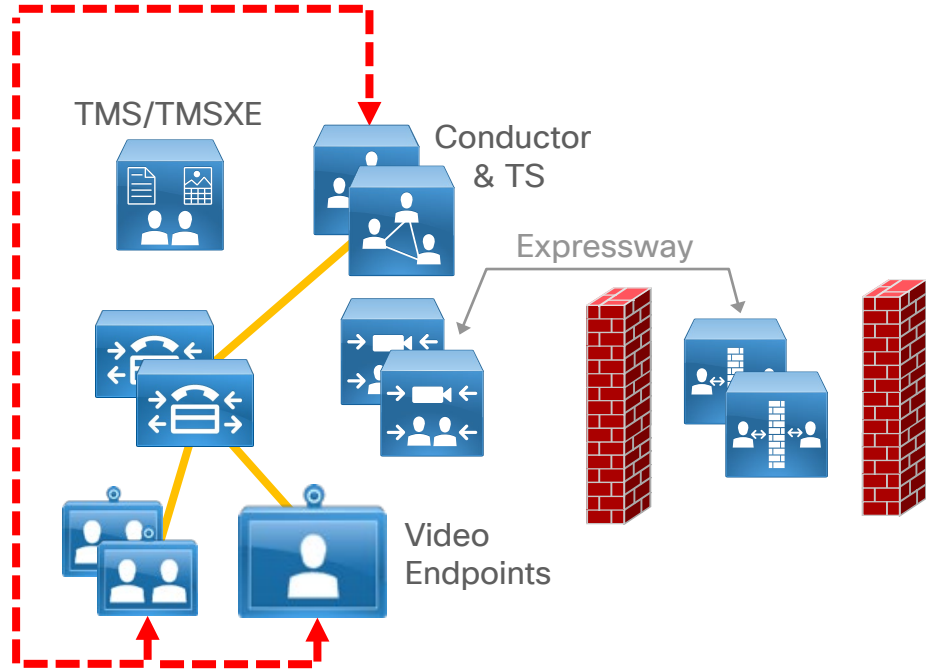 TMS/TMSXE
Conductor
& TS
Expressway
Video
Endpoints